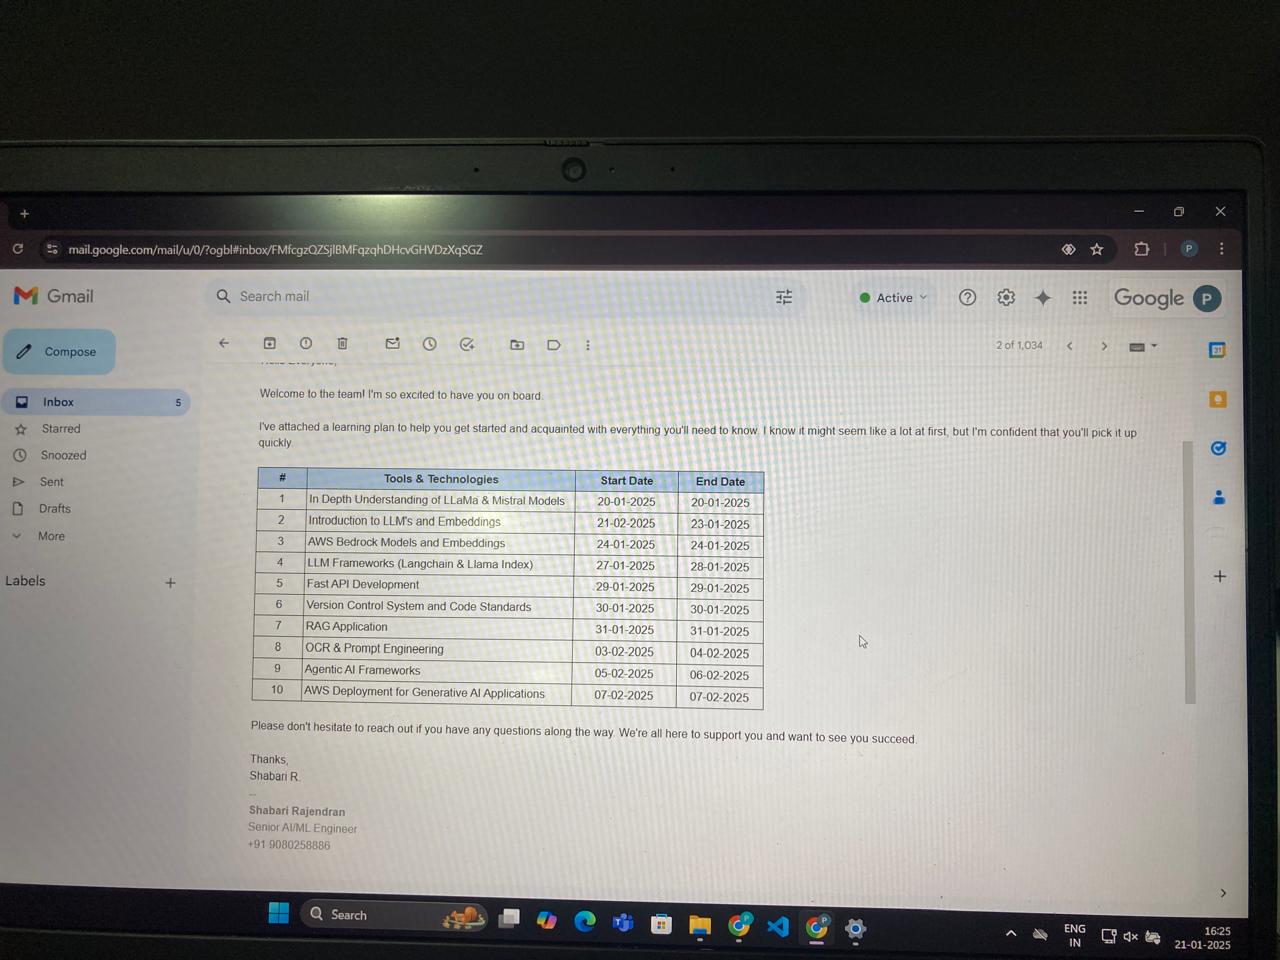 mail.google.com/mail/u/0/?ogbl#inbox/FMfcgzQZSjlBMFqzqhDHcvGHVDzXqSGZ
P
Gmail
Search mail
Active
Google
P
Compose
2 of 1,034
Inbox 5
Starred
Snoozed
Sent
Drafts
More
Labels
Welcome to the team! I'm so excited to have you on board.
I've attached a learning plan to help you get started and acquainted with everything you'll need to know. I know it might seem like a lot at first, but I'm confident that you'll pick it up
quickly.
# Tools & Technologies Start Date End Date
1 In Depth Understanding of LLaMa & Mistral Models 20-01-2025 20-01-2025
2 Introduction to LLM's and Embeddings 21-02-2025 23-01-2025
3 AWS Bedrock Models and Embeddings 24-01-2025 24-01-2025
4 LLM Frameworks (Langchain & Llama Index) 27-01-2025 28-01-2025
5 Fast API Development 29-01-2025 29-01-2025
6 Version Control System and Code Standards 30-01-2025 30-01-2025
7 RAG Application 31-01-2025 31-01-2025
8 OCR & Prompt Engineering 03-02-2025 04-02-2025
9 Agentic AI Frameworks 05-02-2025 06-02-2025
10 AWS Deployment for Generative AI Applications 07-02-2025 07-02-2025
Please don't hesitate to reach out if you have any questions along the way. We're all here to support you and want to see you succeed.
Thanks,
Shabari R.
--
Shabari Rajendran
Senior AI/ML Engineer
+91 9080258886
Search
ENG
IN
16:25
21-01-2025